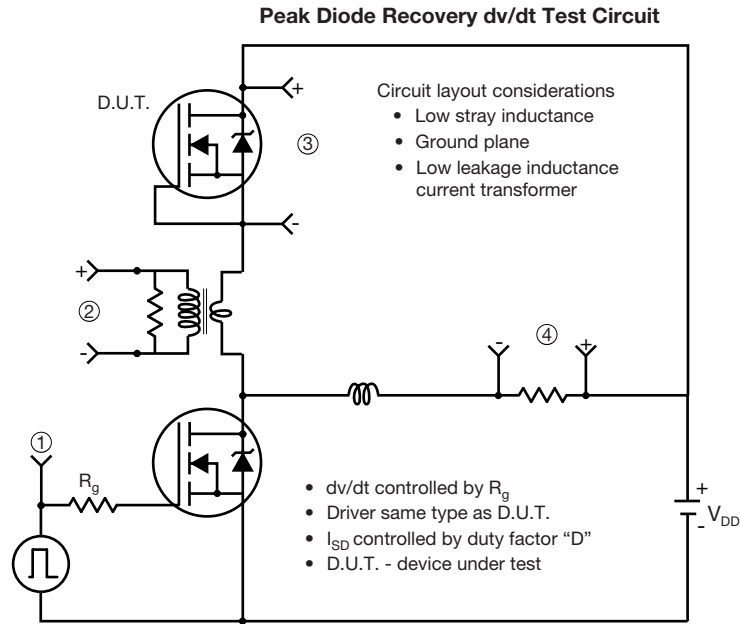 Peak Diode Recovery dv/dt Test Circuit
D.U.T.
+
③
-
Circuit layout considerations
• Low stray inductance
• Ground plane
• Low leakage inductance
current transformer
+
②
-
-
④
+
①
Rg
• dv/dt controlled by Rg
• Driver same type as D.U.T.
• ISD controlled by duty factor “D”
• D.U.T. - device under test
+
VDD
-